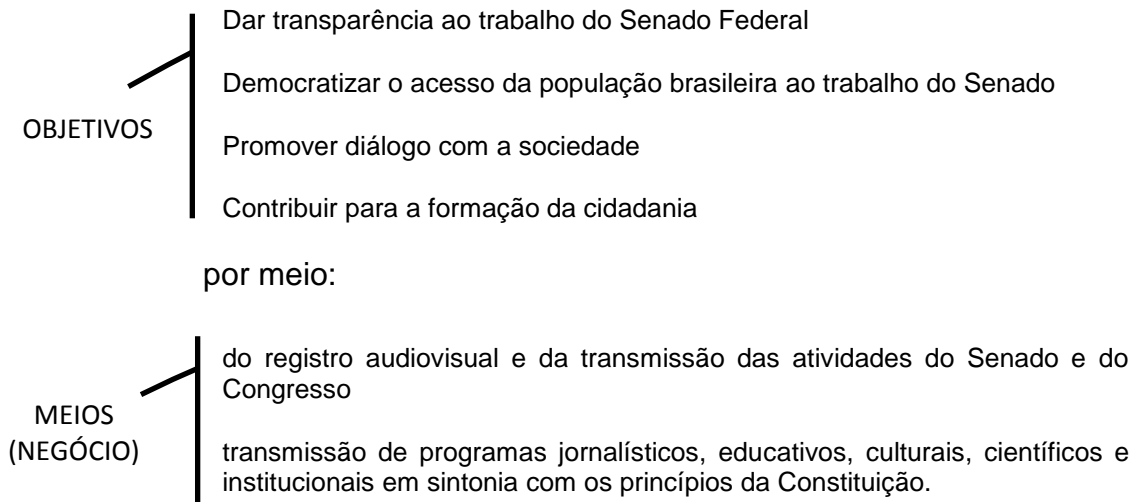 Dar transparência ao trabalho do Senado Federal
Democratizar o acesso da população brasileira ao trabalho do Senado
OBJETIVOS
Promover diálogo com a sociedade
Contribuir para a formação da cidadania
por meio:
do registro audiovisual e da transmissão das atividades do Senado e do
Congresso
MEIOS
(NEGÓCIO)
transmissão de programas jornalísticos, educativos, culturais, científicos e
institucionais em sintonia com os princípios da Constituição.